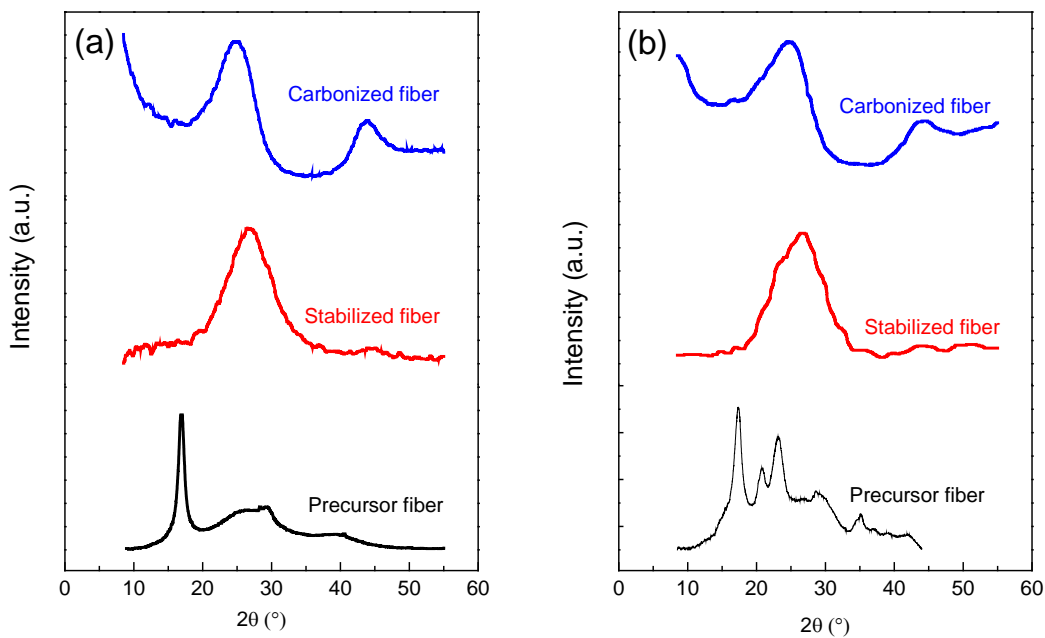 (a)
Carbonized fiber
Stabilized fiber
Precursor fiber
Intensity (a.u.)
0 10 20 30 40 50 60
2θ (°)
(b)
Carbonized fiber
Stabilized fiber
Precursor fiber
Intensity (a.u.)
0 10 20 30 40 50 60
2θ (°)